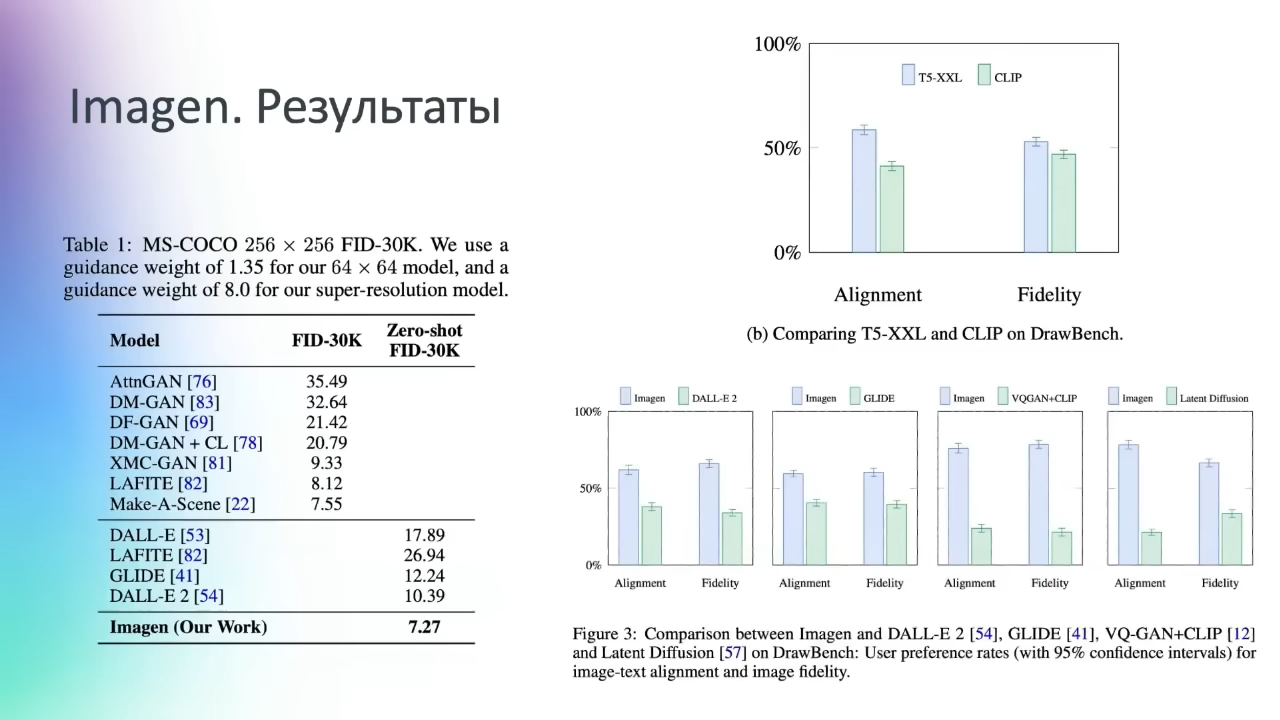 Imagen. Результаты
Table 1: MS-COCO 256 × 256 FID-30K. We use a
guidance weight of 1.35 for our 64 × 64 model, and a
guidance weight of 8.0 for our super-resolution model.
Model FID-30K Zero-shot FID-30K
AttnGAN [76] 35.49
DM-GAN [83] 32.64
DF-GAN [69] 21.42
DM-GAN + CL [78] 20.79
XMC-GAN [81] 9.33
LAFITE [82] 8.12
Make-A-Scene [22] 7.55
DALL-E [53] 17.89
LAFITE [82] 26.94
GLIDE [41] 12.24
DALL-E 2 [54] 10.39
Imagen (Our Work) 7.27
100%
T5-XXL CLIP
50%
0%
Alignment Fidelity
(b) Comparing T5-XXL and CLIP on DrawBench.
Imagen DALL-E 2 Imagen GLIDE Imagen VQGAN+CLIP Imagen Latent Diffusion
100%
50%
0%
Alignment Fidelity Alignment Fidelity Alignment Fidelity Alignment Fidelity
Figure 3: Comparison between Imagen and DALL-E 2 [54], GLIDE [41], VQ-GAN+CLIP [12]
and Latent Diffusion [57] on DrawBench: User preference rates (with 95% confidence intervals) for
image-text alignment and image fidelity.